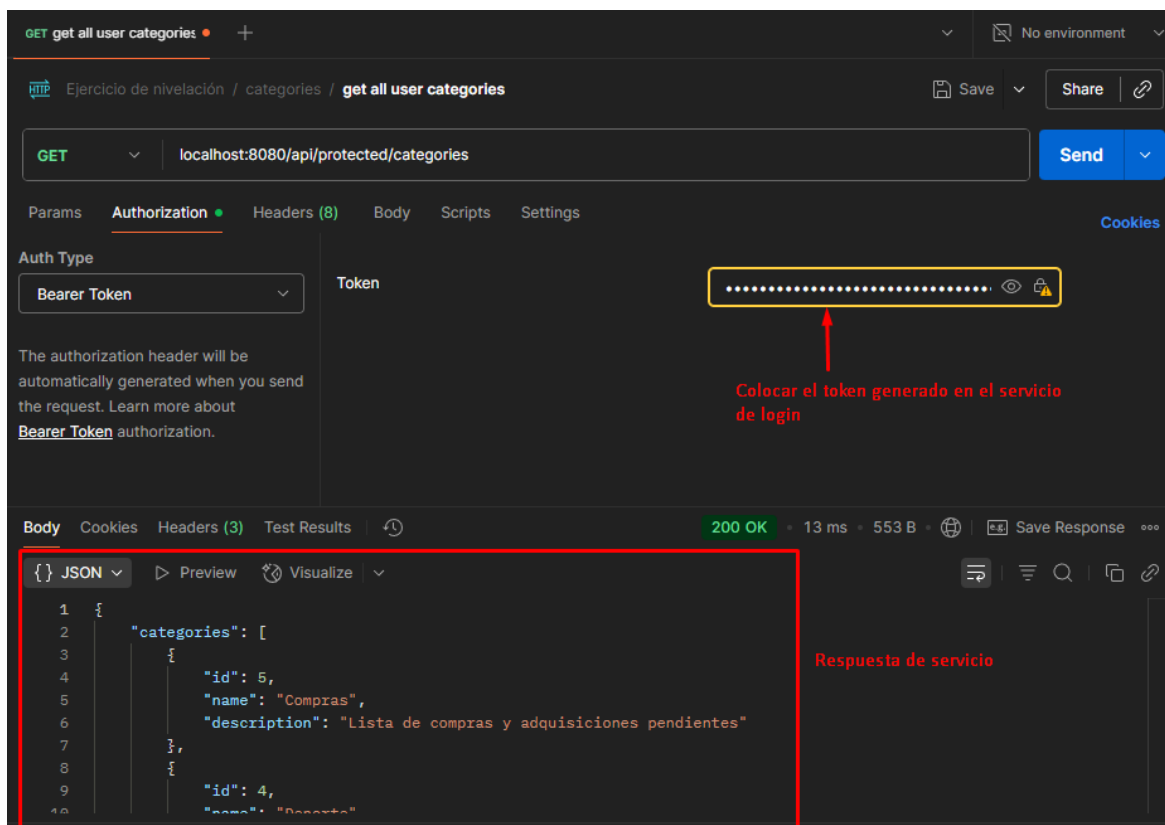 GET get all user categories
No environment
HTTP Ejercicio de nivelación / categories / get all user categories
Save
Share
GET localhost:8080/api/protected/categories
Send
Params Authorization Headers (8) Body Scripts Settings
Cookies
Auth Type
Bearer Token
Token
The authorization header will be
automatically generated when you send
the request. Learn more about
Bearer Token authorization.
Colocar el token generado en el servicio
de login
Body Cookies Headers (3) Test Results
200 OK • 13 ms • 553 B
e.g. Save Response
{} JSON Preview Visualize
1 {
2 "categories": [
3 {
4 "id": 5,
5 "name": "Compras",
6 "description": "Lista de compras y adquisiciones pendientes"
7 },
8 {
9 "id": 4,
10 "name": "Deporte"
Respuesta de servicio